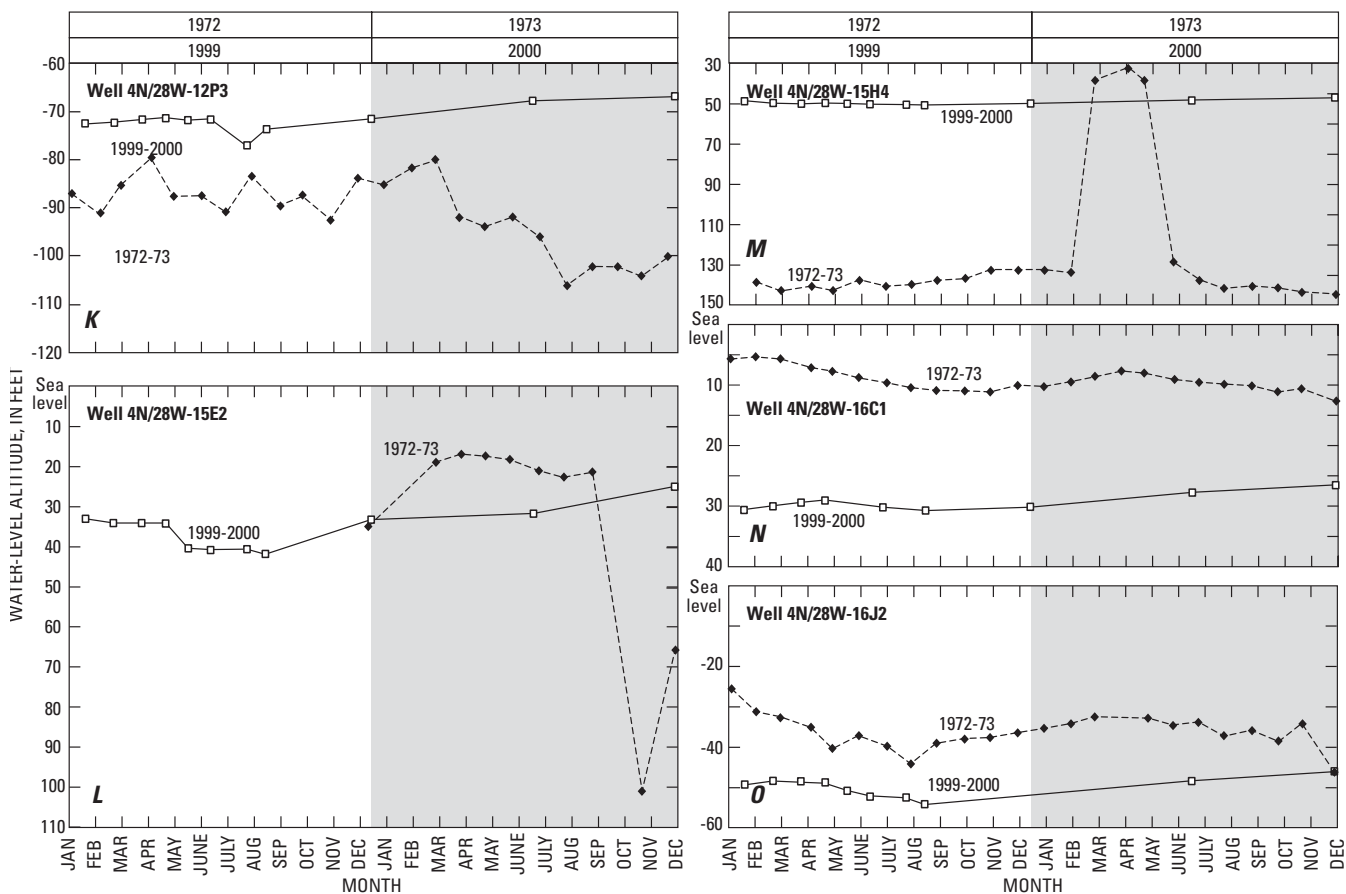 1972 1973
1999 2000
-60
-70
-80
-90
-100
-110
-120
Well 4N/28W-12P3
1999-2000
1972-73
K
Sea level
10
20
30
40
50
60
70
80
90
100
110
Well 4N/28W-15E2
1972-73
1999-2000
L
WATER-LEVEL ALTITUDE, IN FEET
JAN FEB MAR APR MAY JUNE JULY AUG SEP OCT NOV DEC JAN FEB MAR APR MAY JUNE JULY AUG SEP OCT NOV DEC
MONTH
1972 1973
1999 2000
30
50
70
90
110
130
150
Well 4N/28W-15H4
1999-2000
1972-73
M
Sea level
10
20
30
40
1972-73
Well 4N/28W-16C1
1999-2000
N
Sea level
-20
-40
-60
Well 4N/28W-16J2
1972-73
1999-2000
O
JAN FEB MAR APR MAY JUNE JULY AUG SEP OCT NOV DEC JAN FEB MAR APR MAY JUNE JULY AUG SEP OCT NOV DEC
MONTH